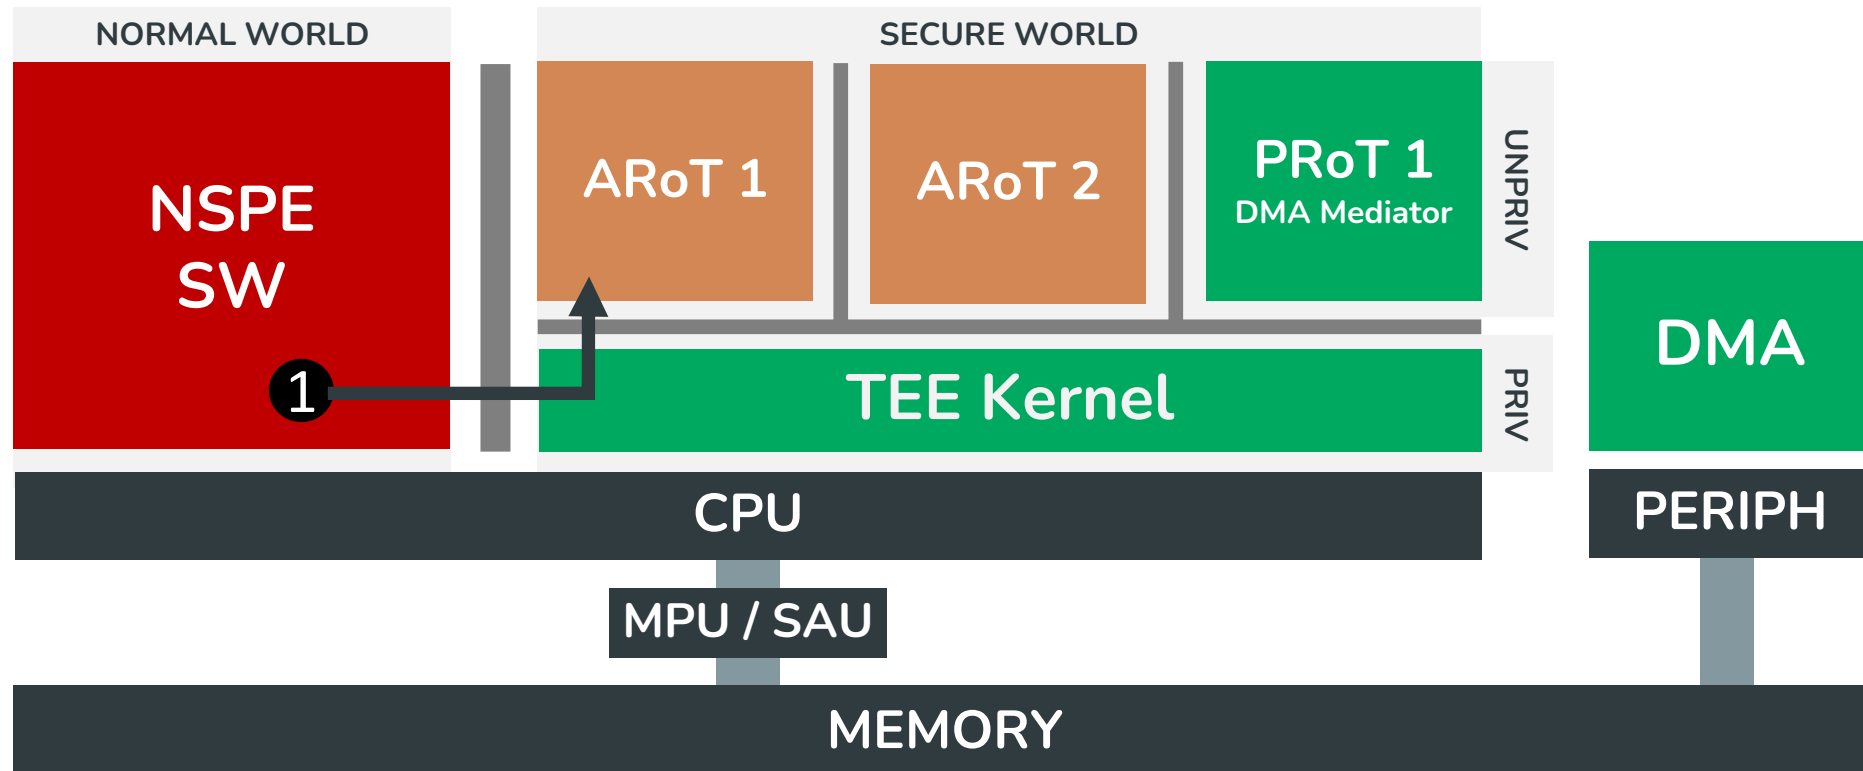 NORMAL WORLD
SECURE WORLD
NSPE
SW
1
ARoT 1
ARoT 2
PRoT 1
DMA Mediator
UNPRIV
TEE Kernel
PRIV
DMA
CPU
PERIPH
MPU / SAU
MEMORY